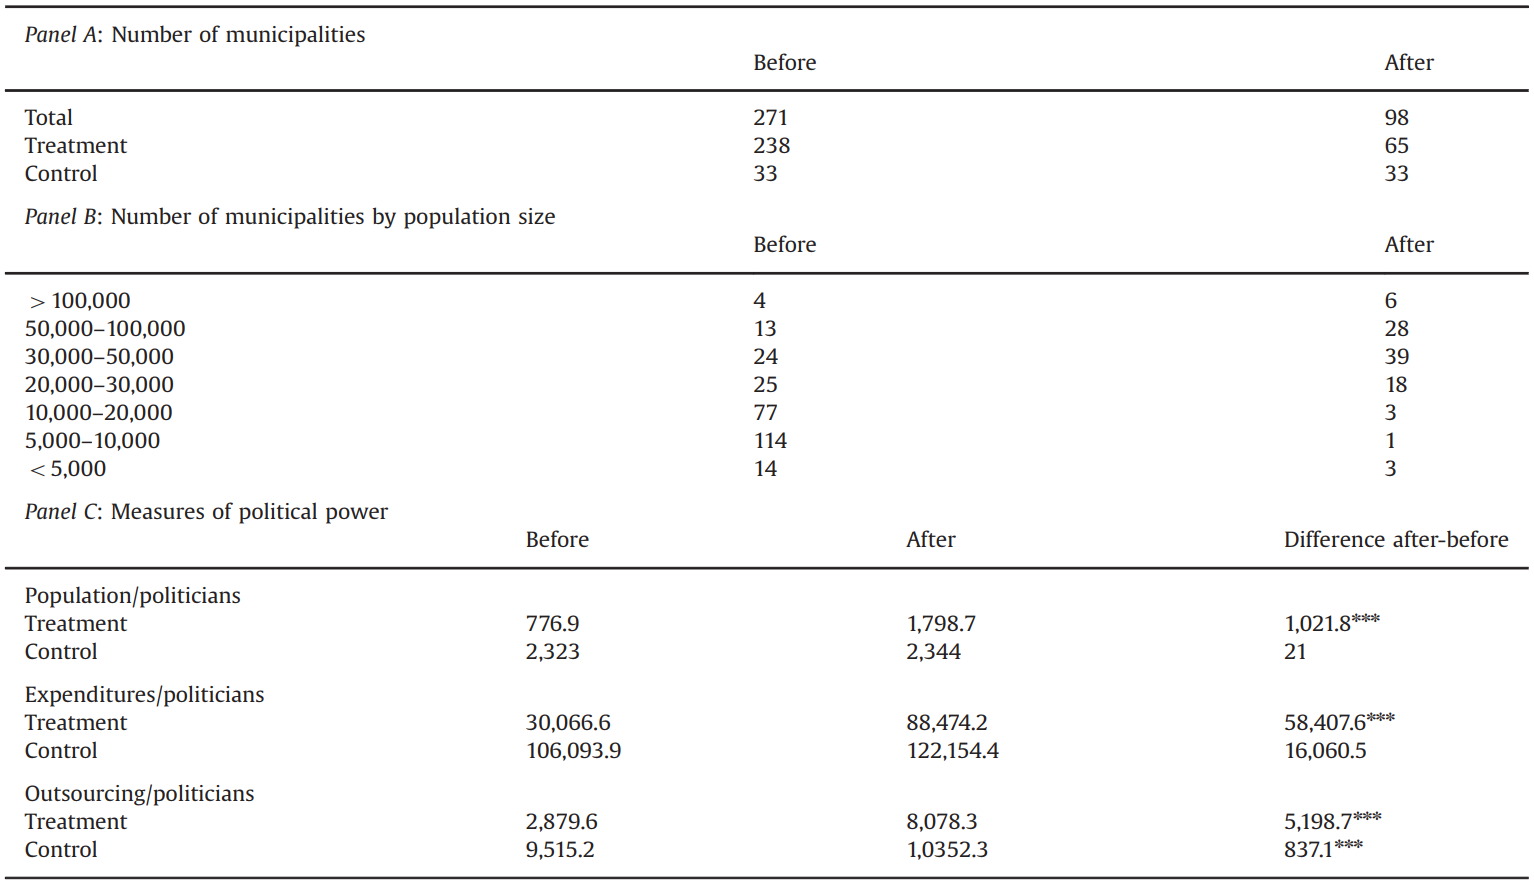 Panel A: Number of municipalities
Before After
Total 271 98
Treatment 238 65
Control 33 33
Panel B: Number of municipalities by population size
Before After
> 100,000 4 6
50,000–100,000 13 28
30,000–50,000 24 39
20,000–30,000 25 18
10,000–20,000 77 3
5,000–10,000 114 1
< 5,000 14 3
Panel C: Measures of political power
Before After Difference after-before
Population/politicians
Treatment 776.9 1,798.7 1,021.8***
Control 2,323 2,344 21
Expenditures/politicians
Treatment 30,066.6 88,474.2 58,407.6***
Control 106,093.9 122,154.4 16,060.5
Outsourcing/politicians
Treatment 2,879.6 8,078.3 5,198.7***
Control 9,515.2 1,0352.3 837.1***